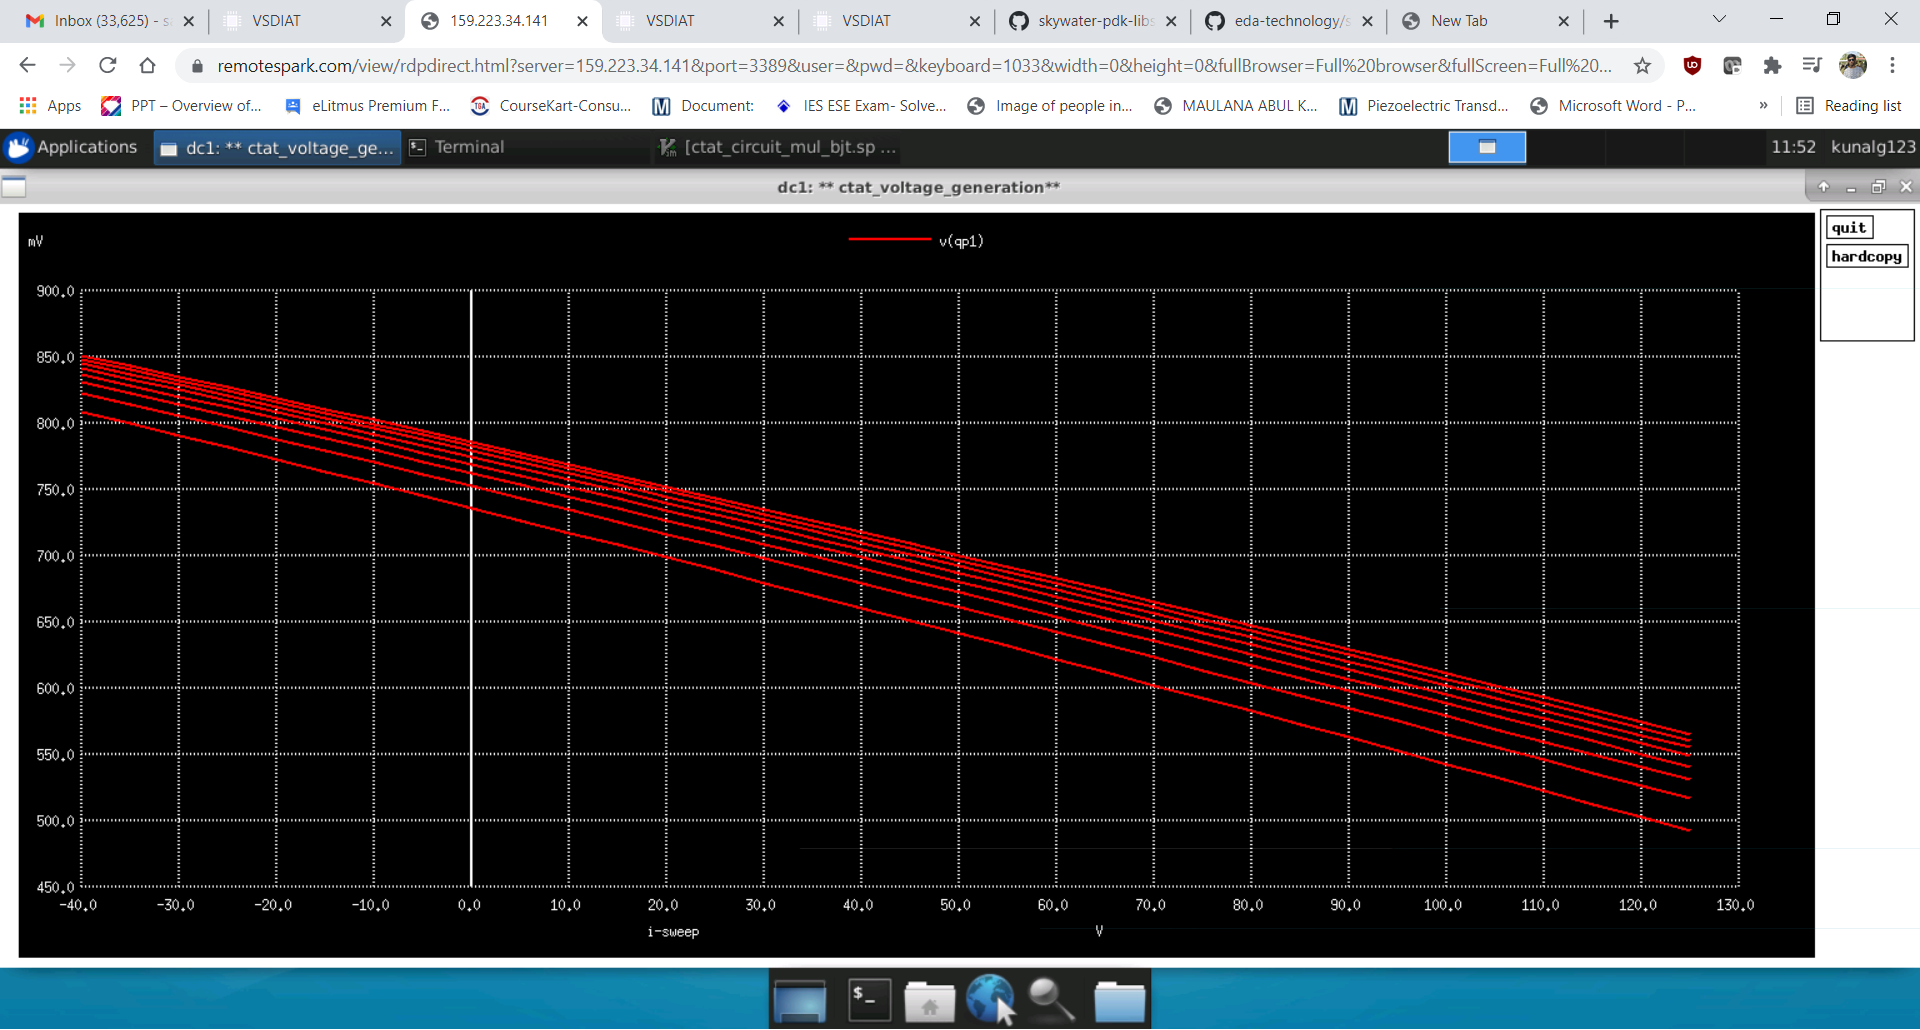 Inbox (33,625) - s
VSDIAT
159.223.34.141
VSDIAT
VSDIAT
skywater-pdk-libs
eda-technology/s
New Tab
remotespark.com/view/rdpdirect.html?server=159.223.34.141&port=3389&user=&pwd=&keyboard=1033&width=0&height=0&fullBrowser=Full%20browser&fullScreen=Full%20...
Apps
PPT – Overview of...
eLitmus Premium F...
CourseKart-Consu...
Document:
IES ESE Exam- Solve...
Image of people in...
MAULANA ABUL K...
Piezoelectric Transd...
Microsoft Word - P...
»
Reading list
Applications
dc1: ** ctat_voltage_ge...
Terminal
[ctat_circuit_mul_bjt.sp ...
11:52
kunalg123
dc1: ** ctat_voltage_generation**
quit
hardcopy
mV
v(qp1)
900.0
850.0
800.0
750.0
700.0
650.0
600.0
550.0
500.0
450.0
-40.0 -30.0 -20.0 -10.0 0.0 10.0 20.0 30.0 40.0 50.0 60.0 70.0 80.0 90.0 100.0 110.0 120.0 130.0
i-sweep V